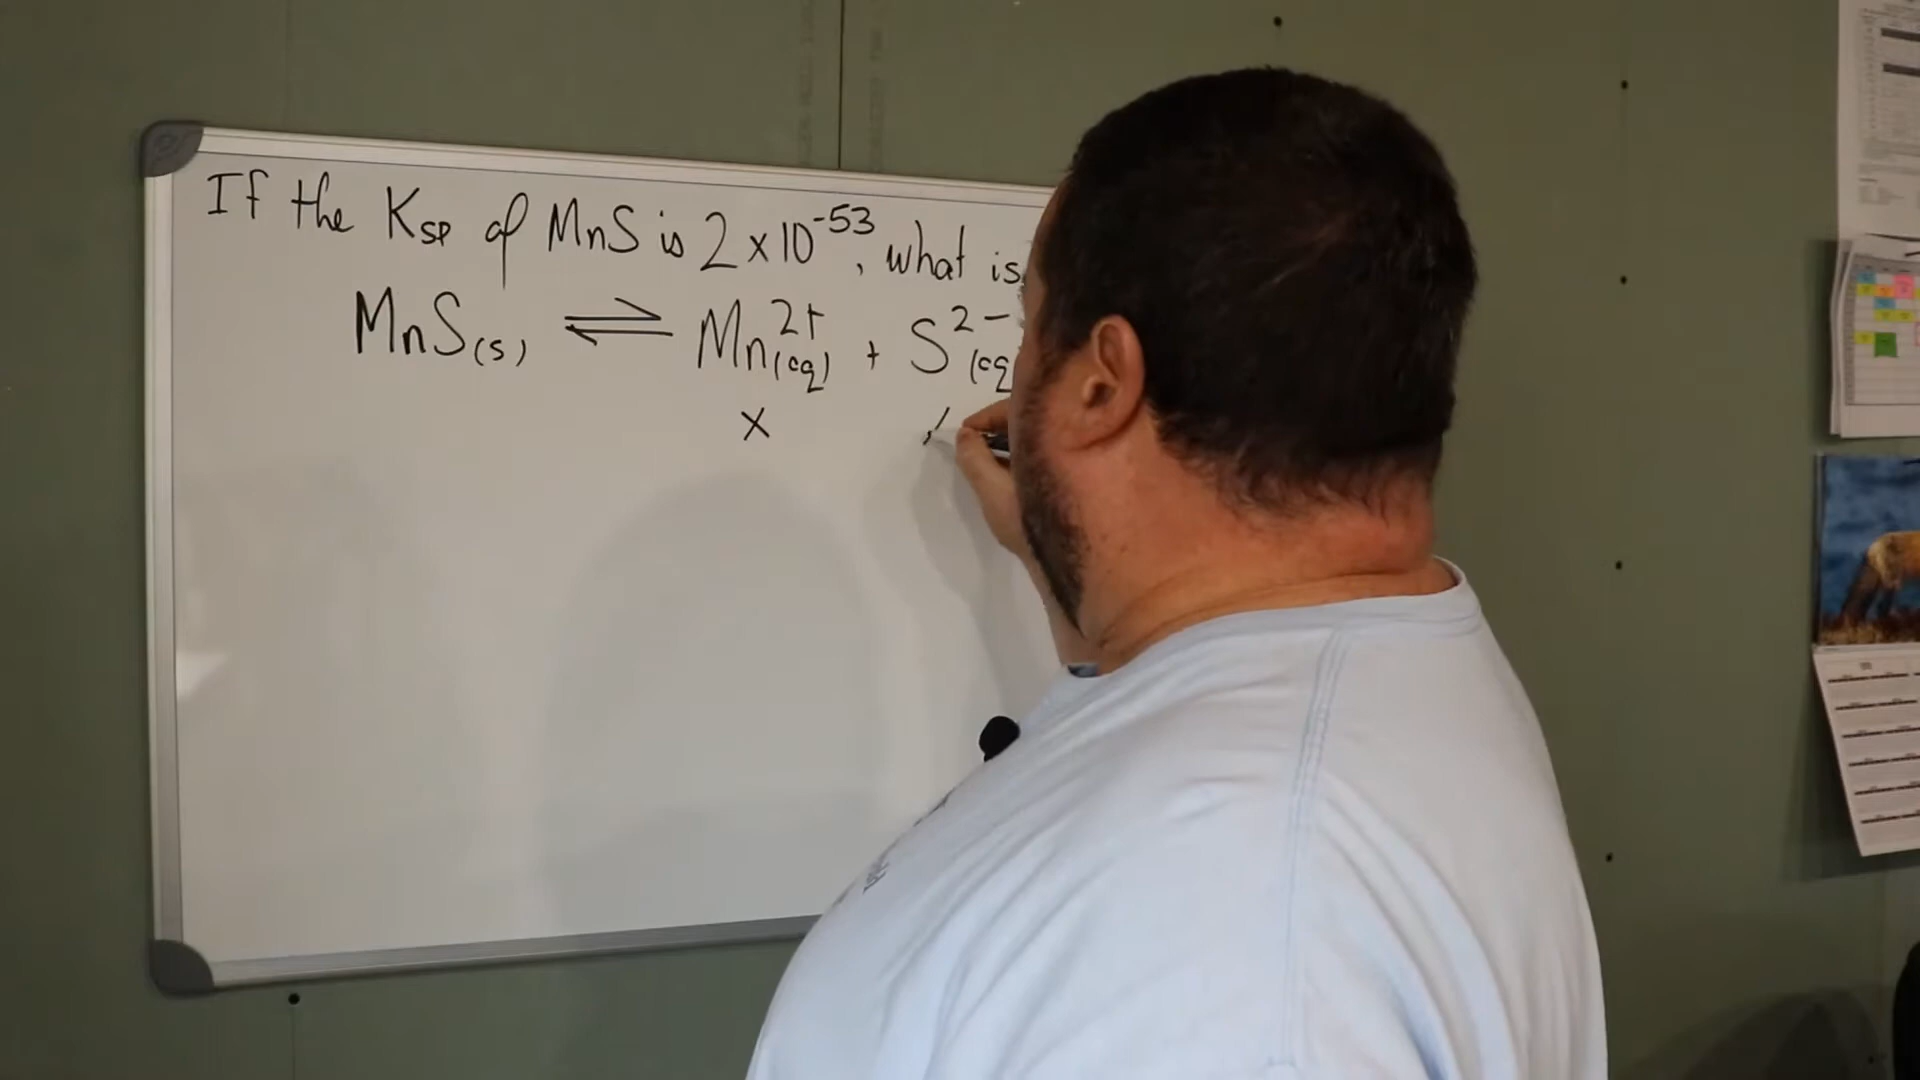 If the Ksp of MnS is 2 x 10⁻⁵³, what is
MnS(s) ⇌ Mn²⁺(aq) + S²⁻(aq
x